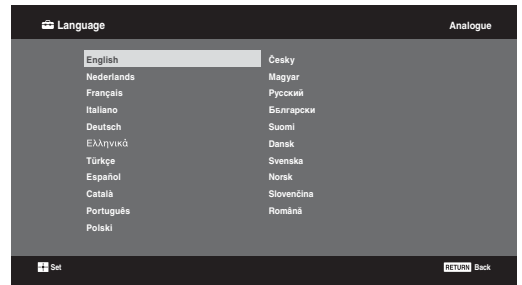 Language
Analogue
English
Nederlands
Français
Italiano
Deutsch
Ελληνικά
Türkçe
Español
Català
Português
Polski
Česky
Magyar
Русский
Български
Suomi
Dansk
Svenska
Norsk
Slovenčina
Română
Set
RETURN Back